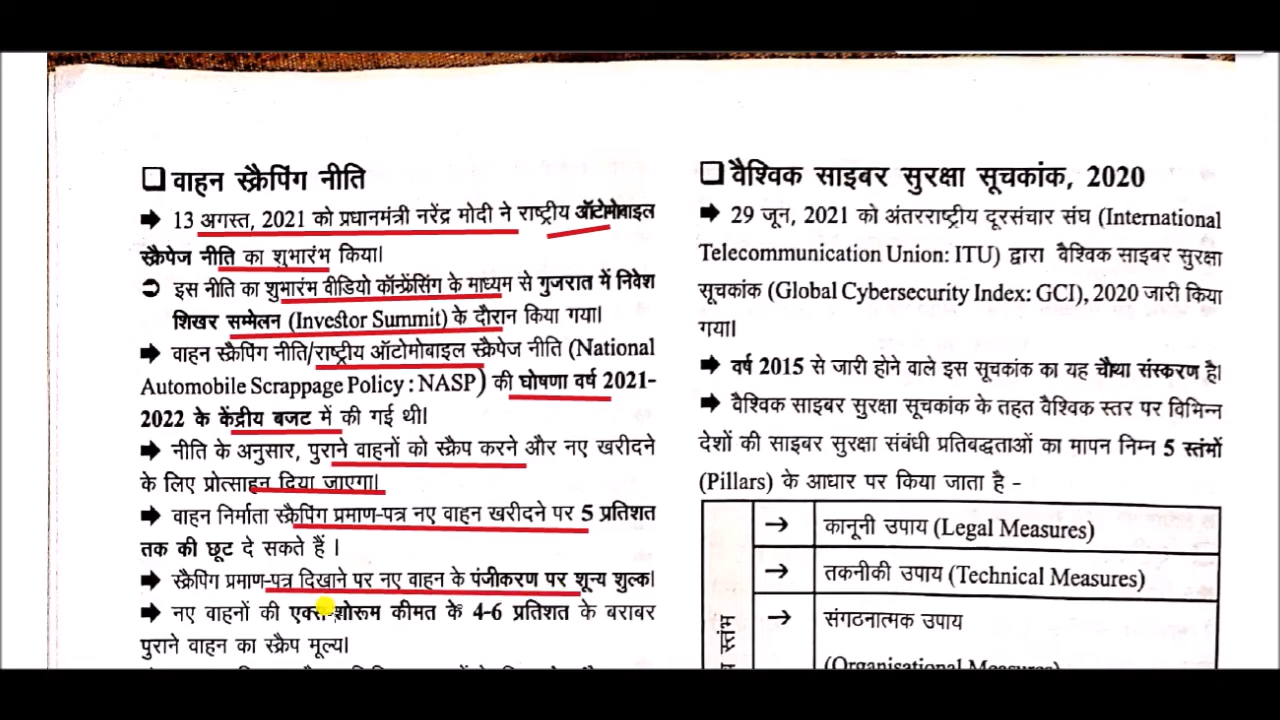 ❑ वाहन स्क्रैपिंग नीति
➡ 13 अगस्त, 2021 को प्रधानमंत्री नरेंद्र मोदी ने राष्ट्रीय ऑटोमोबाइल
स्क्रैपेज नीति का शुभारंभ किया।
➲ इस नीति का शुभारंभ वीडियो कॉन्फ्रेंसिंग के माध्यम से गुजरात में निवेश
शिखर सम्मेलन (Investor Summit) के दौरान किया गया।
➡ वाहन स्क्रैपिंग नीति/राष्ट्रीय ऑटोमोबाइल स्क्रैपेज नीति (National
Automobile Scrappage Policy : NASP) की घोषणा वर्ष 2021-
2022 के केंद्रीय बजट में की गई थी।
➡ नीति के अनुसार, पुराने वाहनों को स्क्रैप करने और नए खरीदने
के लिए प्रोत्साहन दिया जाएगा।
➡ वाहन निर्माता स्क्रैपिंग प्रमाण-पत्र नए वाहन खरीदने पर 5 प्रतिशत
तक की छूट दे सकते हैं ।
➡ स्क्रैपिंग प्रमाण-पत्र दिखाने पर नए वाहन के पंजीकरण पर शून्य शुल्क।
➡ नए वाहनों की एक्स-शोरूम कीमत के 4-6 प्रतिशत के बराबर
पुराने वाहन का स्क्रैप मूल्य।
❑ वैश्विक साइबर सुरक्षा सूचकांक, 2020
➡ 29 जून, 2021 को अंतरराष्ट्रीय दूरसंचार संघ (International
Telecommunication Union: ITU) द्वारा वैश्विक साइबर सुरक्षा
सूचकांक (Global Cybersecurity Index: GCI), 2020 जारी किया
गया।
➡ वर्ष 2015 से जारी होने वाले इस सूचकांक का यह चौथा संस्करण है।
➡ वैश्विक साइबर सुरक्षा सूचकांक के तहत वैश्विक स्तर पर विभिन्न
देशों की साइबर सुरक्षा संबंधी प्रतिबद्धताओं का मापन निम्न 5 स्तंभों
(Pillars) के आधार पर किया जाता है -
→ कानूनी उपाय (Legal Measures)
→ तकनीकी उपाय (Technical Measures)
→ संगठनात्मक उपाय
(Organisational Measures)
स्तंभ